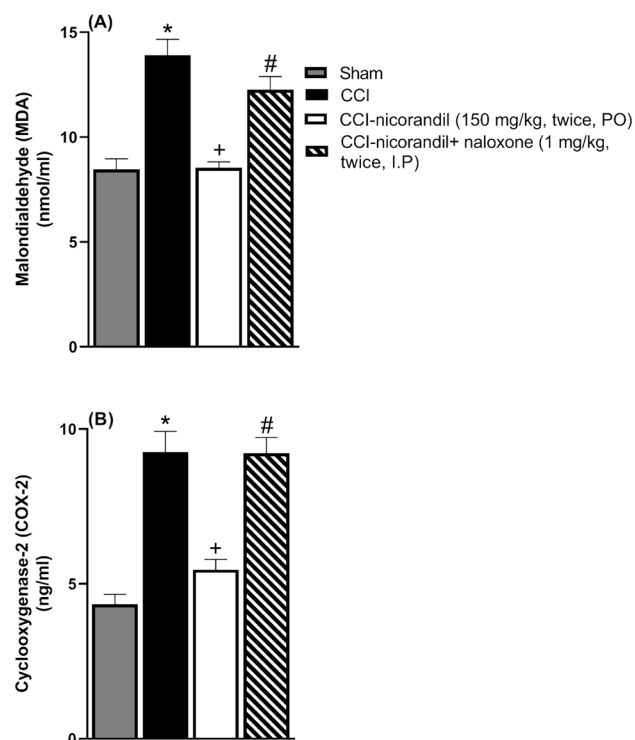 (A)
Malondialdehyde (MDA)
(nmol/ml)
15
10
5
0
*
+
#
Sham
CCI
CCI-nicorandil (150 mg/kg, twice, PO)
CCI-nicorandil+ naloxone (1 mg/kg,
twice, I.P)
(B)
Cyclooxygenase-2 (COX-2)
(ng/ml)
10
5
0
*
+
#